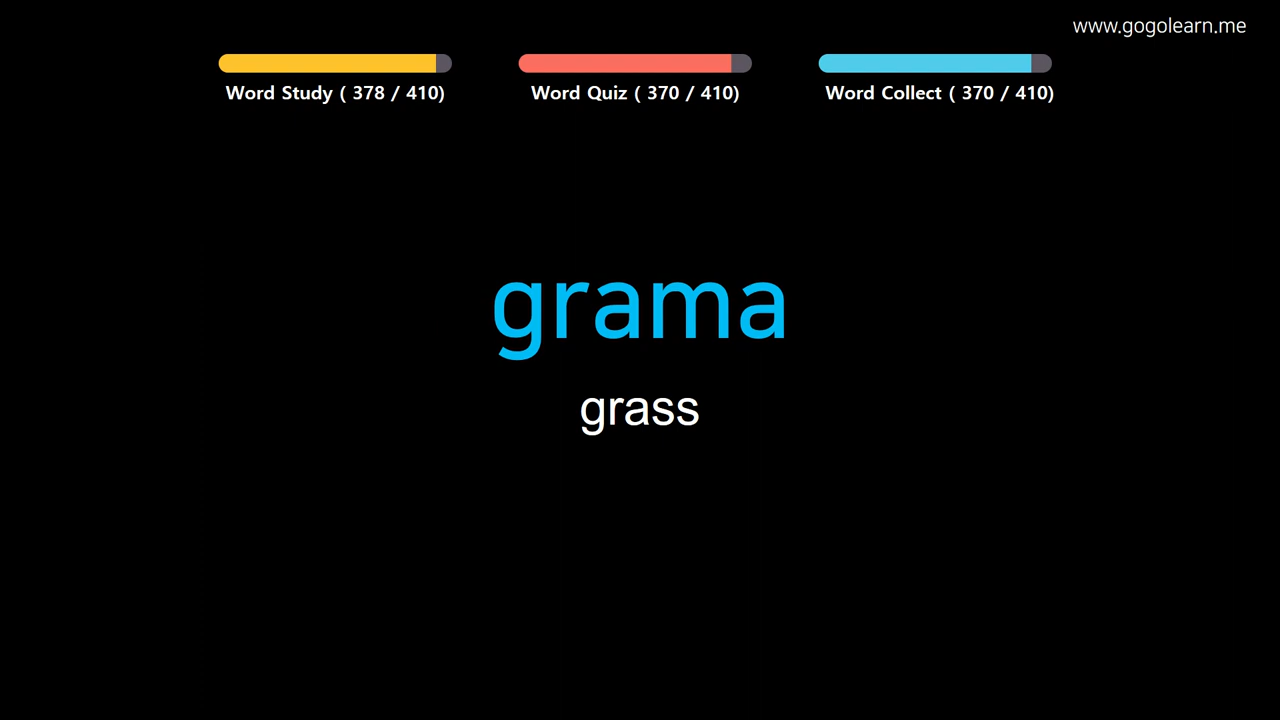 www.gogolearn.me
Word Study ( 378 / 410)
Word Quiz ( 370 / 410)
Word Collect ( 370 / 410)
grama
grass